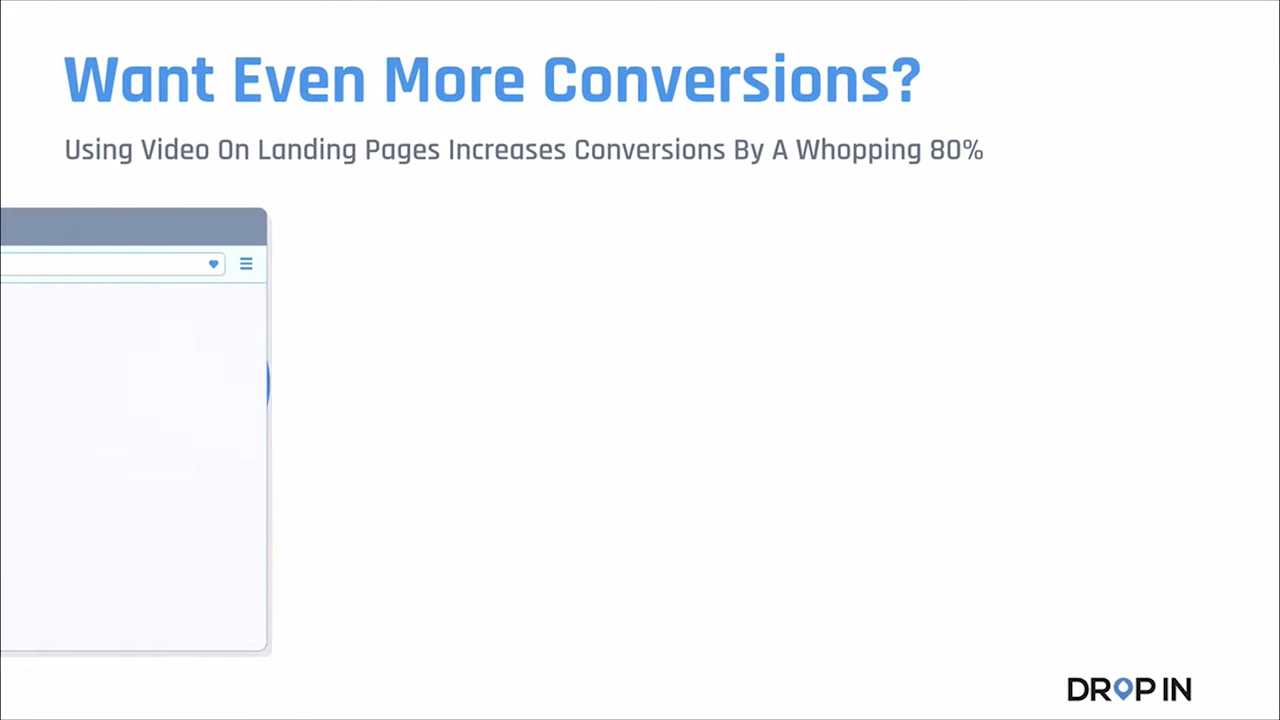 Want Even More Conversions?
Using Video On Landing Pages Increases Conversions By A Whopping 80%
DROP IN